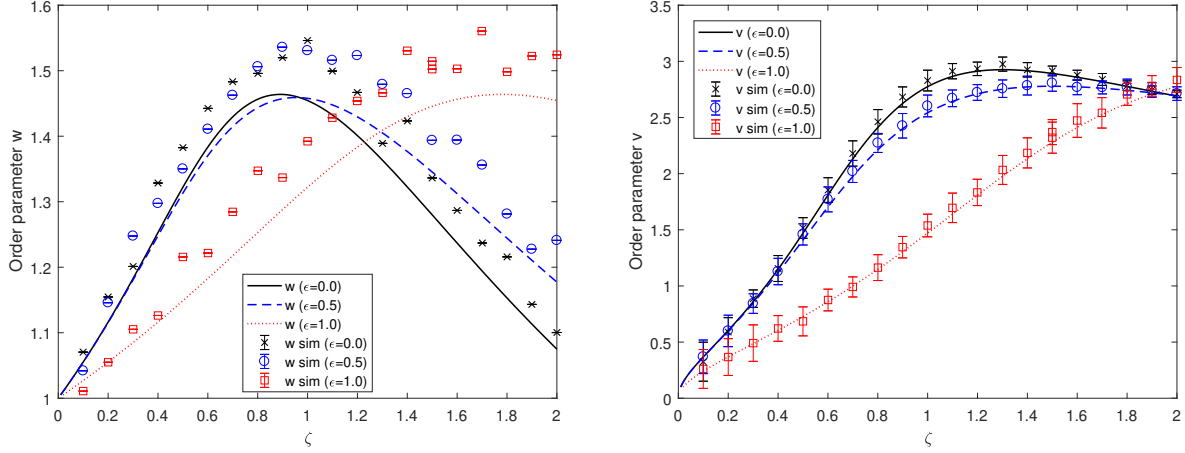 1.6
1.5
1.4
1.3
1.2
1.1
1
Order parameter w
w (ϵ=0.0)
w (ϵ=0.5)
w (ϵ=1.0)
w sim (ϵ=0.0)
w sim (ϵ=0.5)
w sim (ϵ=1.0)
0 0.2 0.4 0.6 0.8 1 1.2 1.4 1.6 1.8 2
ζ
3.5
3
2.5
2
1.5
1
0.5
0
Order parameter v
v (ϵ=0.0)
v (ϵ=0.5)
v (ϵ=1.0)
v sim (ϵ=0.0)
v sim (ϵ=0.5)
v sim (ϵ=1.0)
0 0.2 0.4 0.6 0.8 1 1.2 1.4 1.6 1.8 2
ζ